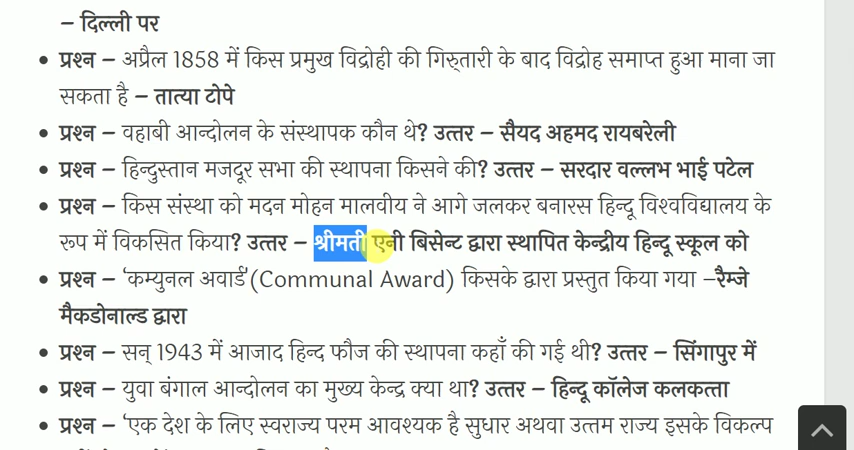 – दिल्ली पर
प्रश्न – अप्रैल 1858 में किस प्रमुख विद्रोही की गिरुतारी के बाद विद्रोह समाप्त हुआ माना जा
सकता है – तात्या टोपे
प्रश्न – वहाबी आन्दोलन के संस्थापक कौन थे? उत्तर – सैयद अहमद रायबरेली
प्रश्न – हिन्दुस्तान मजदूर सभा की स्थापना किसने की? उत्तर – सरदार वल्लभ भाई पटेल
प्रश्न – किस संस्था को मदन मोहन मालवीय ने आगे जलकर बनारस हिन्दू विश्वविद्यालय के
रूप में विकसित किया? उत्तर – श्रीमती एनी बिसेन्ट द्वारा स्थापित केन्द्रीय हिन्दू स्कूल को
प्रश्न – ‘कम्युनल अवार्ड’(Communal Award) किसके द्वारा प्रस्तुत किया गया –रैम्जे
मैकडोनाल्ड द्वारा
प्रश्न – सन् 1943 में आजाद हिन्द फौज की स्थापना कहाँ की गई थी? उत्तर – सिंगापुर में
प्रश्न – युवा बंगाल आन्दोलन का मुख्य केन्द्र क्या था? उत्तर – हिन्दू कॉलेज कलकत्ता
प्रश्न – ‘एक देश के लिए स्वराज्य परम आवश्यक है सुधार अथवा उत्तम राज्य इसके विकल्प